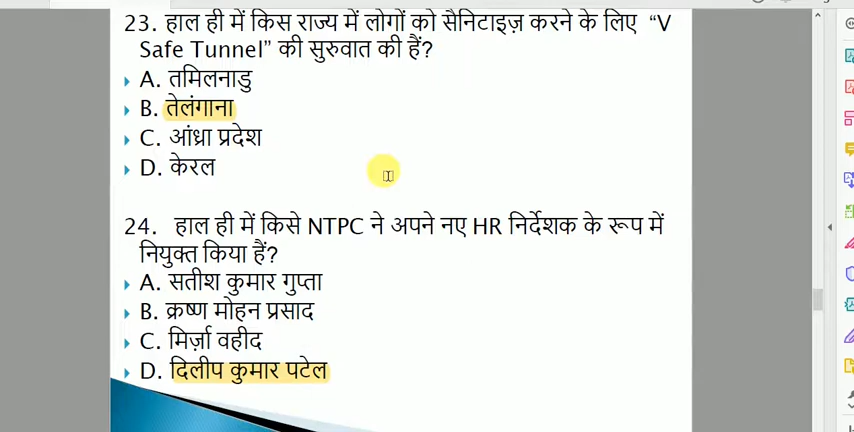 23. हाल ही में किस राज्य में लोगों को सैनिटाइज़ करने के लिए “V
Safe Tunnel” की सुरुवात की हैं?
A. तमिलनाडु
B. तेलंगाना
C. आंध्रा प्रदेश
D. केरल
24. हाल ही में किसे NTPC ने अपने नए HR निर्देशक के रूप में
नियुक्त किया हैं?
A. सतीश कुमार गुप्ता
B. क्रष्ण मोहन प्रसाद
C. मिर्ज़ा वहीद
D. दिलीप कुमार पटेल